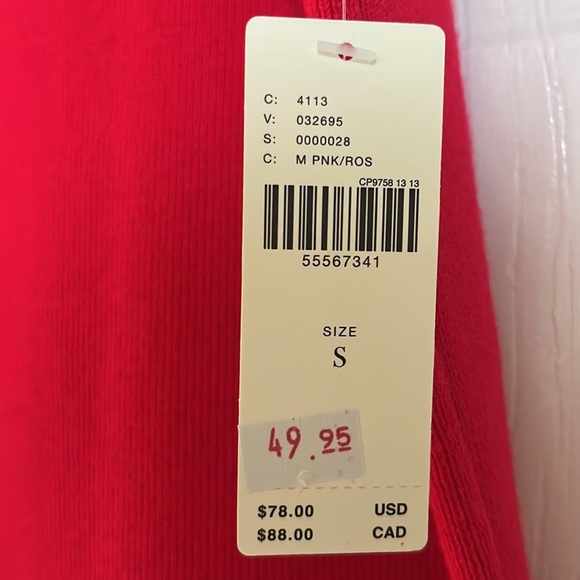 C: 4113
V: 032695
S: 0000028
C: M PNK/ROS
CP9758 13 13
55567341
SIZE
S
49.95
$78.00 USD
$88.00 CAD